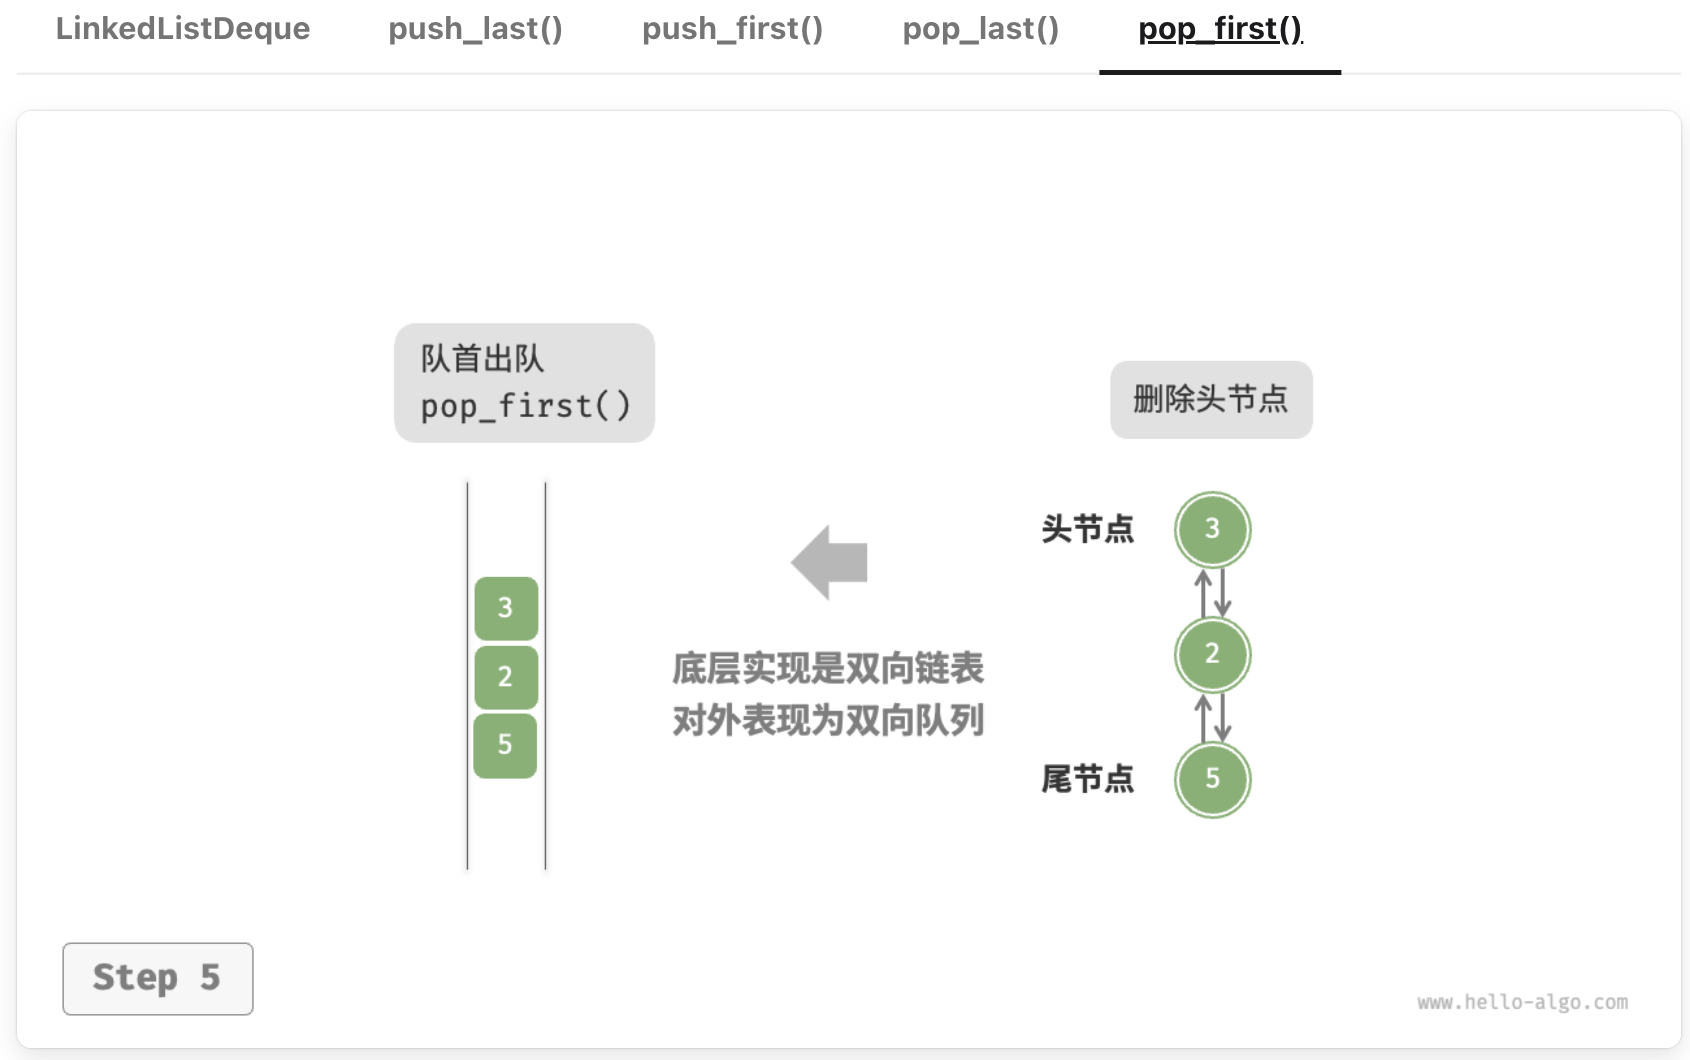 LinkedListDeque
push_last()
push_first()
pop_last()
pop_first()
队首出队
pop_first()
删除头节点
头节点
3
3
2
2
底层实现是双向链表
对外表现为双向队列
5
尾节点
5
Step 5
www.hello-algo.com